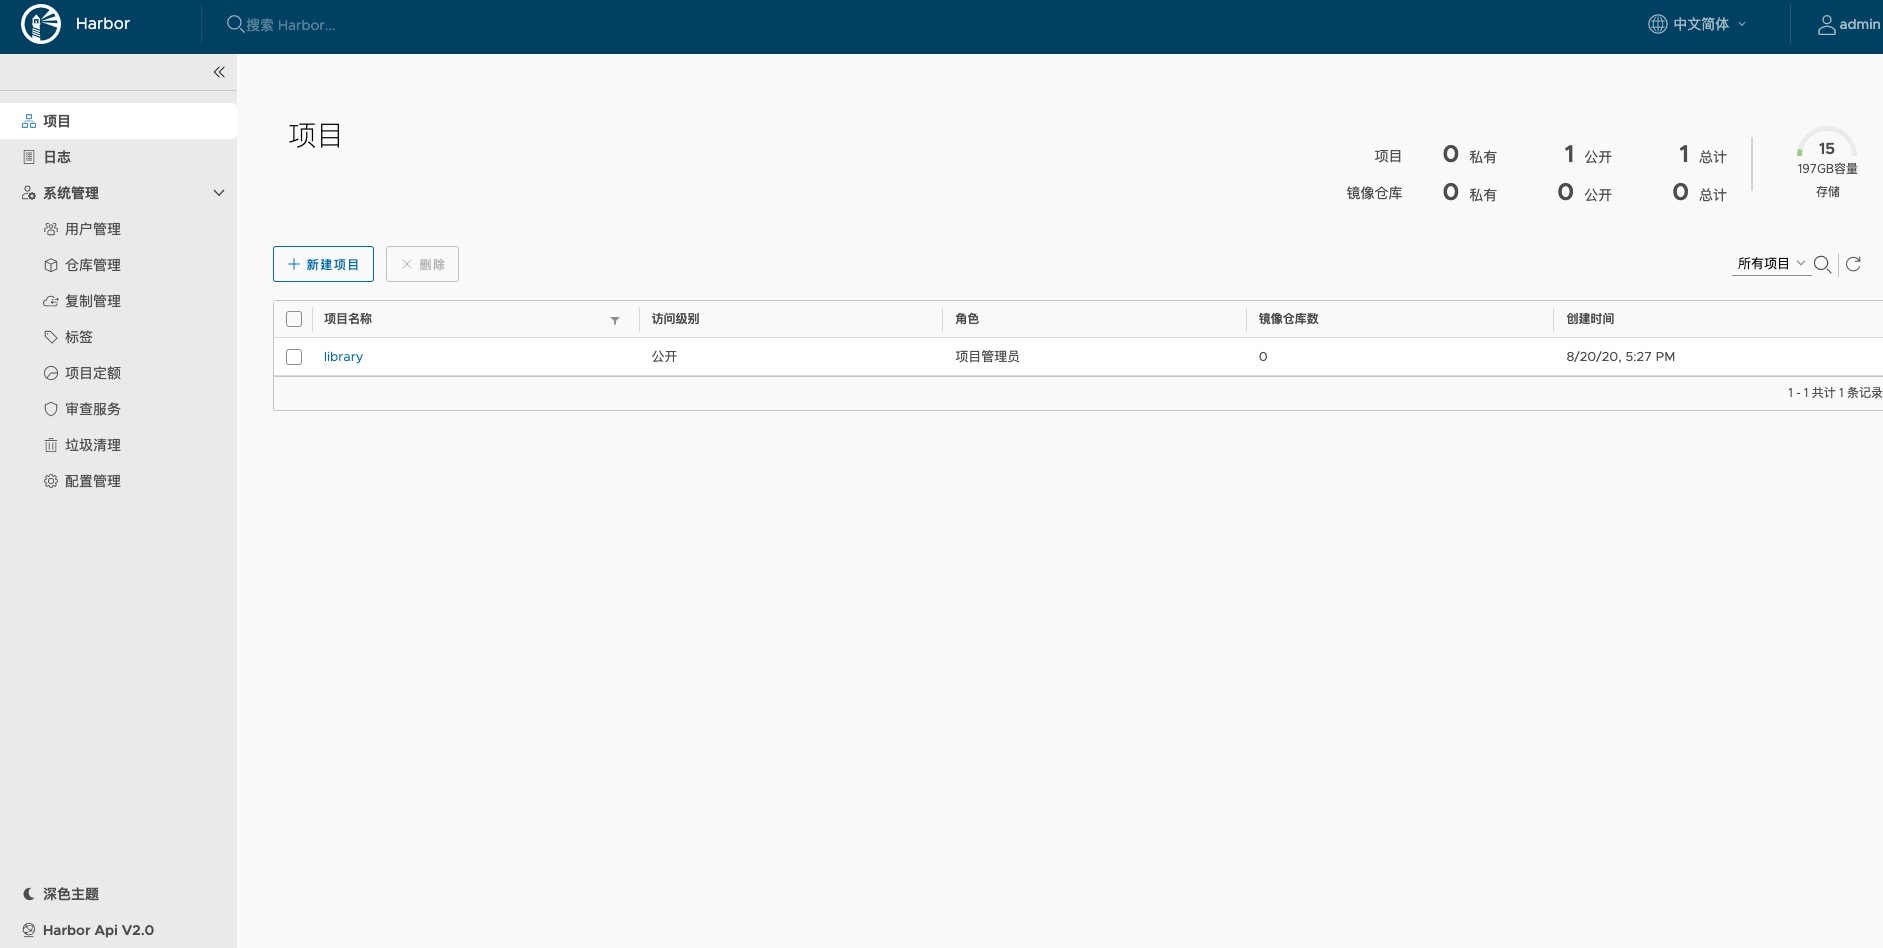 Harbor
搜索 Harbor...
中文简体
admin
项目
日志
系统管理
用户管理
仓库管理
复制管理
标签
项目定额
审查服务
垃圾清理
配置管理
深色主题
Harbor Api V2.0
项目
项目 0 私有 1 公开 1 总计
镜像仓库 0 私有 0 公开 0 总计
15
197GB容量
存储
新建项目 删除
所有项目
项目名称 访问级别 角色 镜像仓库数 创建时间
library 公开 项目管理员 0 8/20/20, 5:27 PM
1 - 1 共计 1 条记录